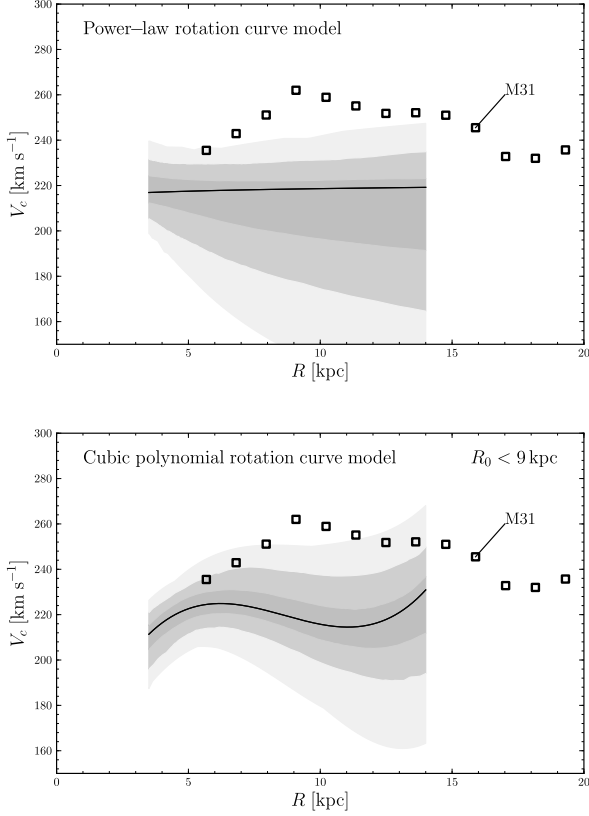 300
Power–law rotation curve model
280
260
M31
240
220
V_c [km s⁻¹]
200
180
160
0 5 10 15 20
R [kpc]
300
Cubic polynomial rotation curve model R₀ < 9 kpc
280
260
M31
240
220
V_c [km s⁻¹]
200
180
160
0 5 10 15 20
R [kpc]